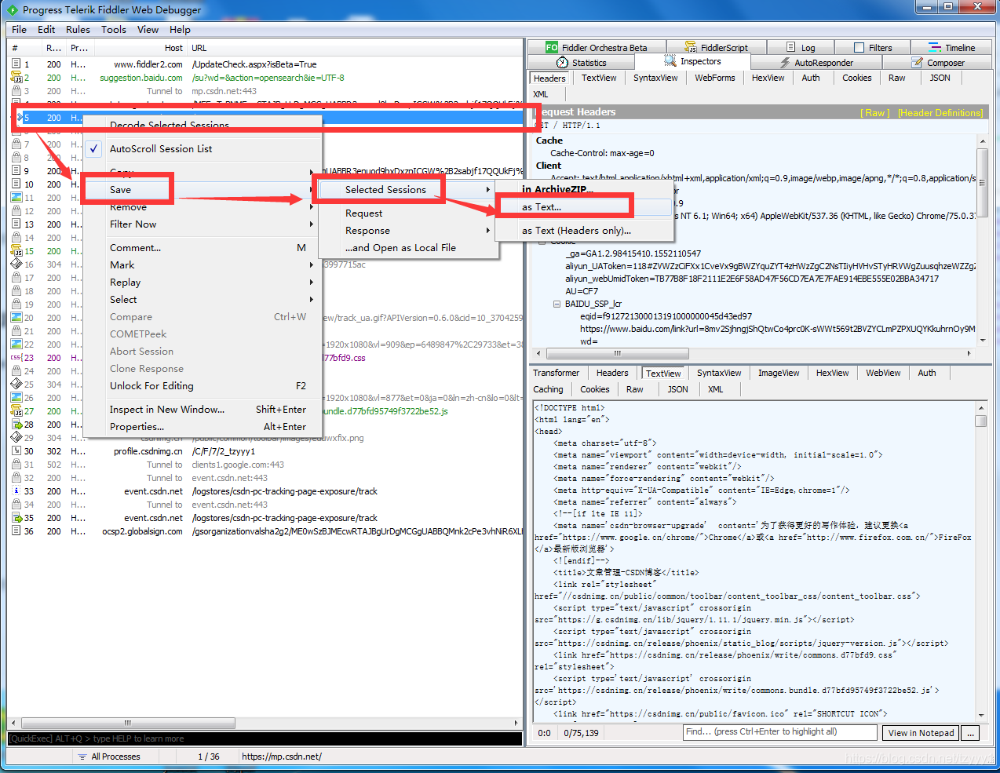 Progress Telerik Fiddler Web Debugger
File Edit Rules Tools View Help
# R... Pr... Host URL
1 200 H... www.fiddler2.com /UpdateCheck.aspx?isBeta=True
2 200 H... suggestion.baidu.com /su?wd=&action=opensearch&ie=UTF-8
3 200 H... Tunnel to mp.csdn.net:443
5 200 H...
7 200 H...
8 200 H...
9 200 H... gUABBR3enuod9bxDxznICGW%2B2sabjf17QQUkFj%
10 200 H...
11 200 H...
12 200 H...
13 200 H...
14 200 H...
15 200 H...
16 304 H... d3997715ac
17 200 H...
18 200 H...
19 200 H...
20 200 H... ew/track_ua.gif?APIVersion=0.6.0&cid=10_3704259
21 200 H...
22 200 H... =1920x1080&vl=909&ep=6489847%2C29733&et=38
23 200 H... d77bfd9.css
24 200 H...
25 304 H...
26 200 H... =1920x1080&vl=877&et=0&ja=0&ln=zh-cn&lo=0&lt=
27 200 H... bundle.d77bfd95749f3722be52.js
28 200 H...
29 304 H... csdnimg.cn /public/common/toolbar/images/eduwxfix.png
30 302 H... profile.csdnimg.cn /C/F/7/2_tzyyy1
31 502 H... Tunnel to clients1.google.com:443
32 200 H... Tunnel to event.csdn.net:443
33 200 H... event.csdn.net /logstores/csdn-pc-tracking-page-exposure/track
34 200 H... Tunnel to event.csdn.net:443
35 200 H... event.csdn.net /logstores/csdn-pc-tracking-page-exposure/track
36 200 H... ocsp2.globalsign.com /gsorganizationvalsha2g2/ME0wSzBJMEcwRTAJBgUrDgMCGgUABBQMnk2cPe3vhNiR6XLH
Decode Selected Sessions
AutoScroll Session List
Copy
Save
Remove
Filter Now
Comment... M
Mark
Replay
Select
Compare Ctrl+W
COMETPeek
Abort Session
Clone Response
Unlock For Editing F2
Inspect in New Window... Shift+Enter
Properties... Alt+Enter
Selected Sessions
Request
Response
...and Open as Local File
in ArchiveZIP...
as Text...
as Text (Headers only)...
[QuickExec] ALT+Q > type HELP to learn more
All Processes 1 / 36 https://mp.csdn.net/
FO Fiddler Orchestra Beta FiddlerScript Log Filters Timeline
Statistics Inspectors AutoResponder Composer
Headers TextView SyntaxView WebForms HexView Auth Cookies Raw JSON
XML
Request Headers [ Raw ] [Header Definitions]
GET / HTTP/1.1
Cache
Cache-Control: max-age=0
Client
Accept: text/html,application/xhtml+xml,application/xml;q=0.9,image/webp,image/apng,*/*;q=0.8,application/s
0.9
s NT 6.1; Win64; x64) AppleWebKit/537.36 (KHTML, like Gecko) Chrome/75.0.37
Cookie
_ga=GA1.2.98415410.1552110547
aliyun_UAToken=118#ZVWZzCiFXx1CveVx9gBWZYquZYT4zHWzZgC2NsTIiyHVHvSTyHRVWgZuusqhzeWZZgZ
aliyun_webUmidToken=TB77B8F18F2111E2E6F58AD47F56CD7EA7E7FAE914EBE555E02BBA34717
AU=CF7
BAIDU_SSP_lcr
eqid=f912721300013191000000045d43ed97
https://www.baidu.com/link?url=8mv2SjhngjShQtwCo4prc0K-sWWt569t2BVZYCLmPZPXUQYKkuhrnOy9M
wd=
Transformer Headers TextView SyntaxView ImageView HexView WebView Auth
Caching Cookies Raw JSON XML
<!DOCTYPE html>
<html lang="en">
<head>
<meta charset="utf-8">
<meta name="viewport" content="width=device-width, initial-scale=1.0">
<meta name="renderer" content="webkit"/>
<meta name="force-rendering" content="webkit"/>
<meta http-equiv="X-UA-Compatible" content="IE=Edge,chrome=1"/>
<meta name="referrer" content="always">
<!--[if lte IE 11]>
<meta name='csdn-browser-upgrade' content='为了获得更好的写作体验，建议更换<a
href="https://www.google.cn/chrome/">Chrome</a>或<a href="http://www.firefox.com.cn/">FireFox
</a>最新版浏览器'>
<![endif]-->
<title>文章管理-CSDN博客</title>
<link rel="stylesheet"
href="//csdnimg.cn/public/common/toolbar/content_toolbar_css/content_toolbar.css">
<script type="text/javascript" crossorigin
src="https://g.csdnimg.cn/lib/jquery/1.11.1/jquery.min.js"></script>
<script type="text/javascript" crossorigin
src="https://csdnimg.cn/release/phoenix/static_blog/scripts/jquery-version.js"></script>
<link href="https://csdnimg.cn/release/phoenix/write/commons.d77bfd9.css"
rel="stylesheet">
<script type='text/javascript' crossorigin
src='https://csdnimg.cn/release/phoenix/write/commons.bundle.d77bfd95749f3722be52.js'>
</script>
<link href="https://csdnimg.cn/public/favicon.ico" rel="SHORTCUT ICON">
0:0 0/75,139 Find... (press Ctrl+Enter to highlight all) View in Notepad ...
https://blog.csdn.net/tzyyy1